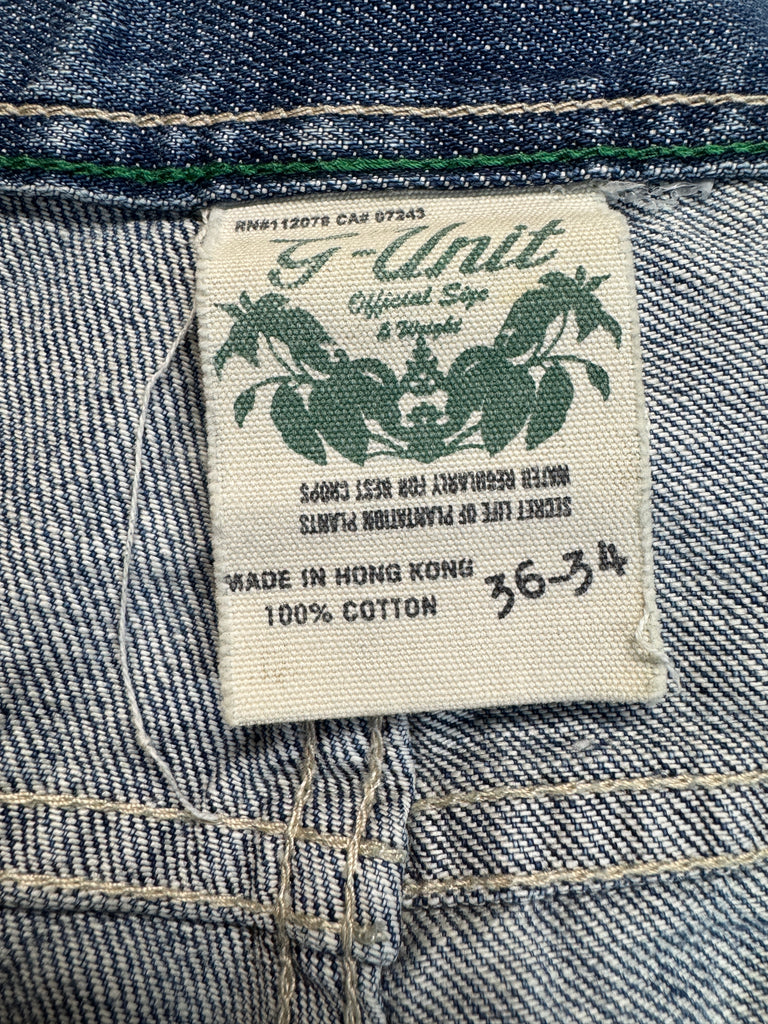 RN#112078 CA# 07243
G-Unit
Official Size
& Weight
WATER REGULARLY FOR BEST CROPS
SECRET LIFE OF PLANTATION PLANTS
MADE IN HONG KONG
100% COTTON
36-34